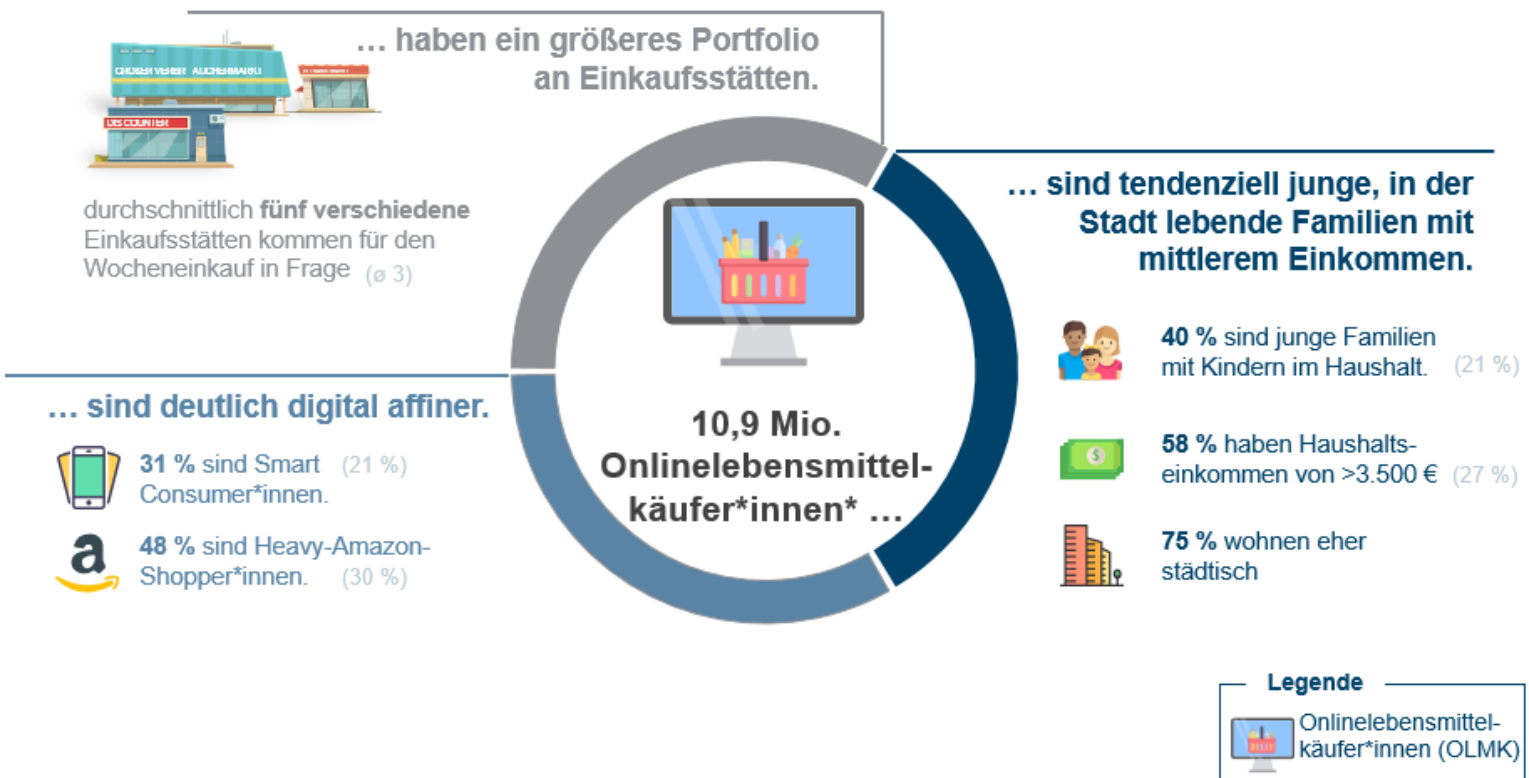 … haben ein größeres Portfolio
an Einkaufsstätten.
DISCOUNTER
durchschnittlich fünf verschiedene
Einkaufsstätten kommen für den
Wocheneinkauf in Frage (ø 3)
… sind tendenziell junge, in der
Stadt lebende Familien mit
mittlerem Einkommen.
40 % sind junge Familien
mit Kindern im Haushalt. (21 %)
58 % haben Haushalts-
einkommen von >3.500 € (27 %)
75 % wohnen eher
städtisch
… sind deutlich digital affiner.
31 % sind Smart (21 %)
Consumer*innen.
a
48 % sind Heavy-Amazon-
Shopper*innen. (30 %)
10,9 Mio.
Onlinelebensmittel-
käufer*innen* …
Legende
Onlinelebensmittel-
käufer*innen (OLMK)